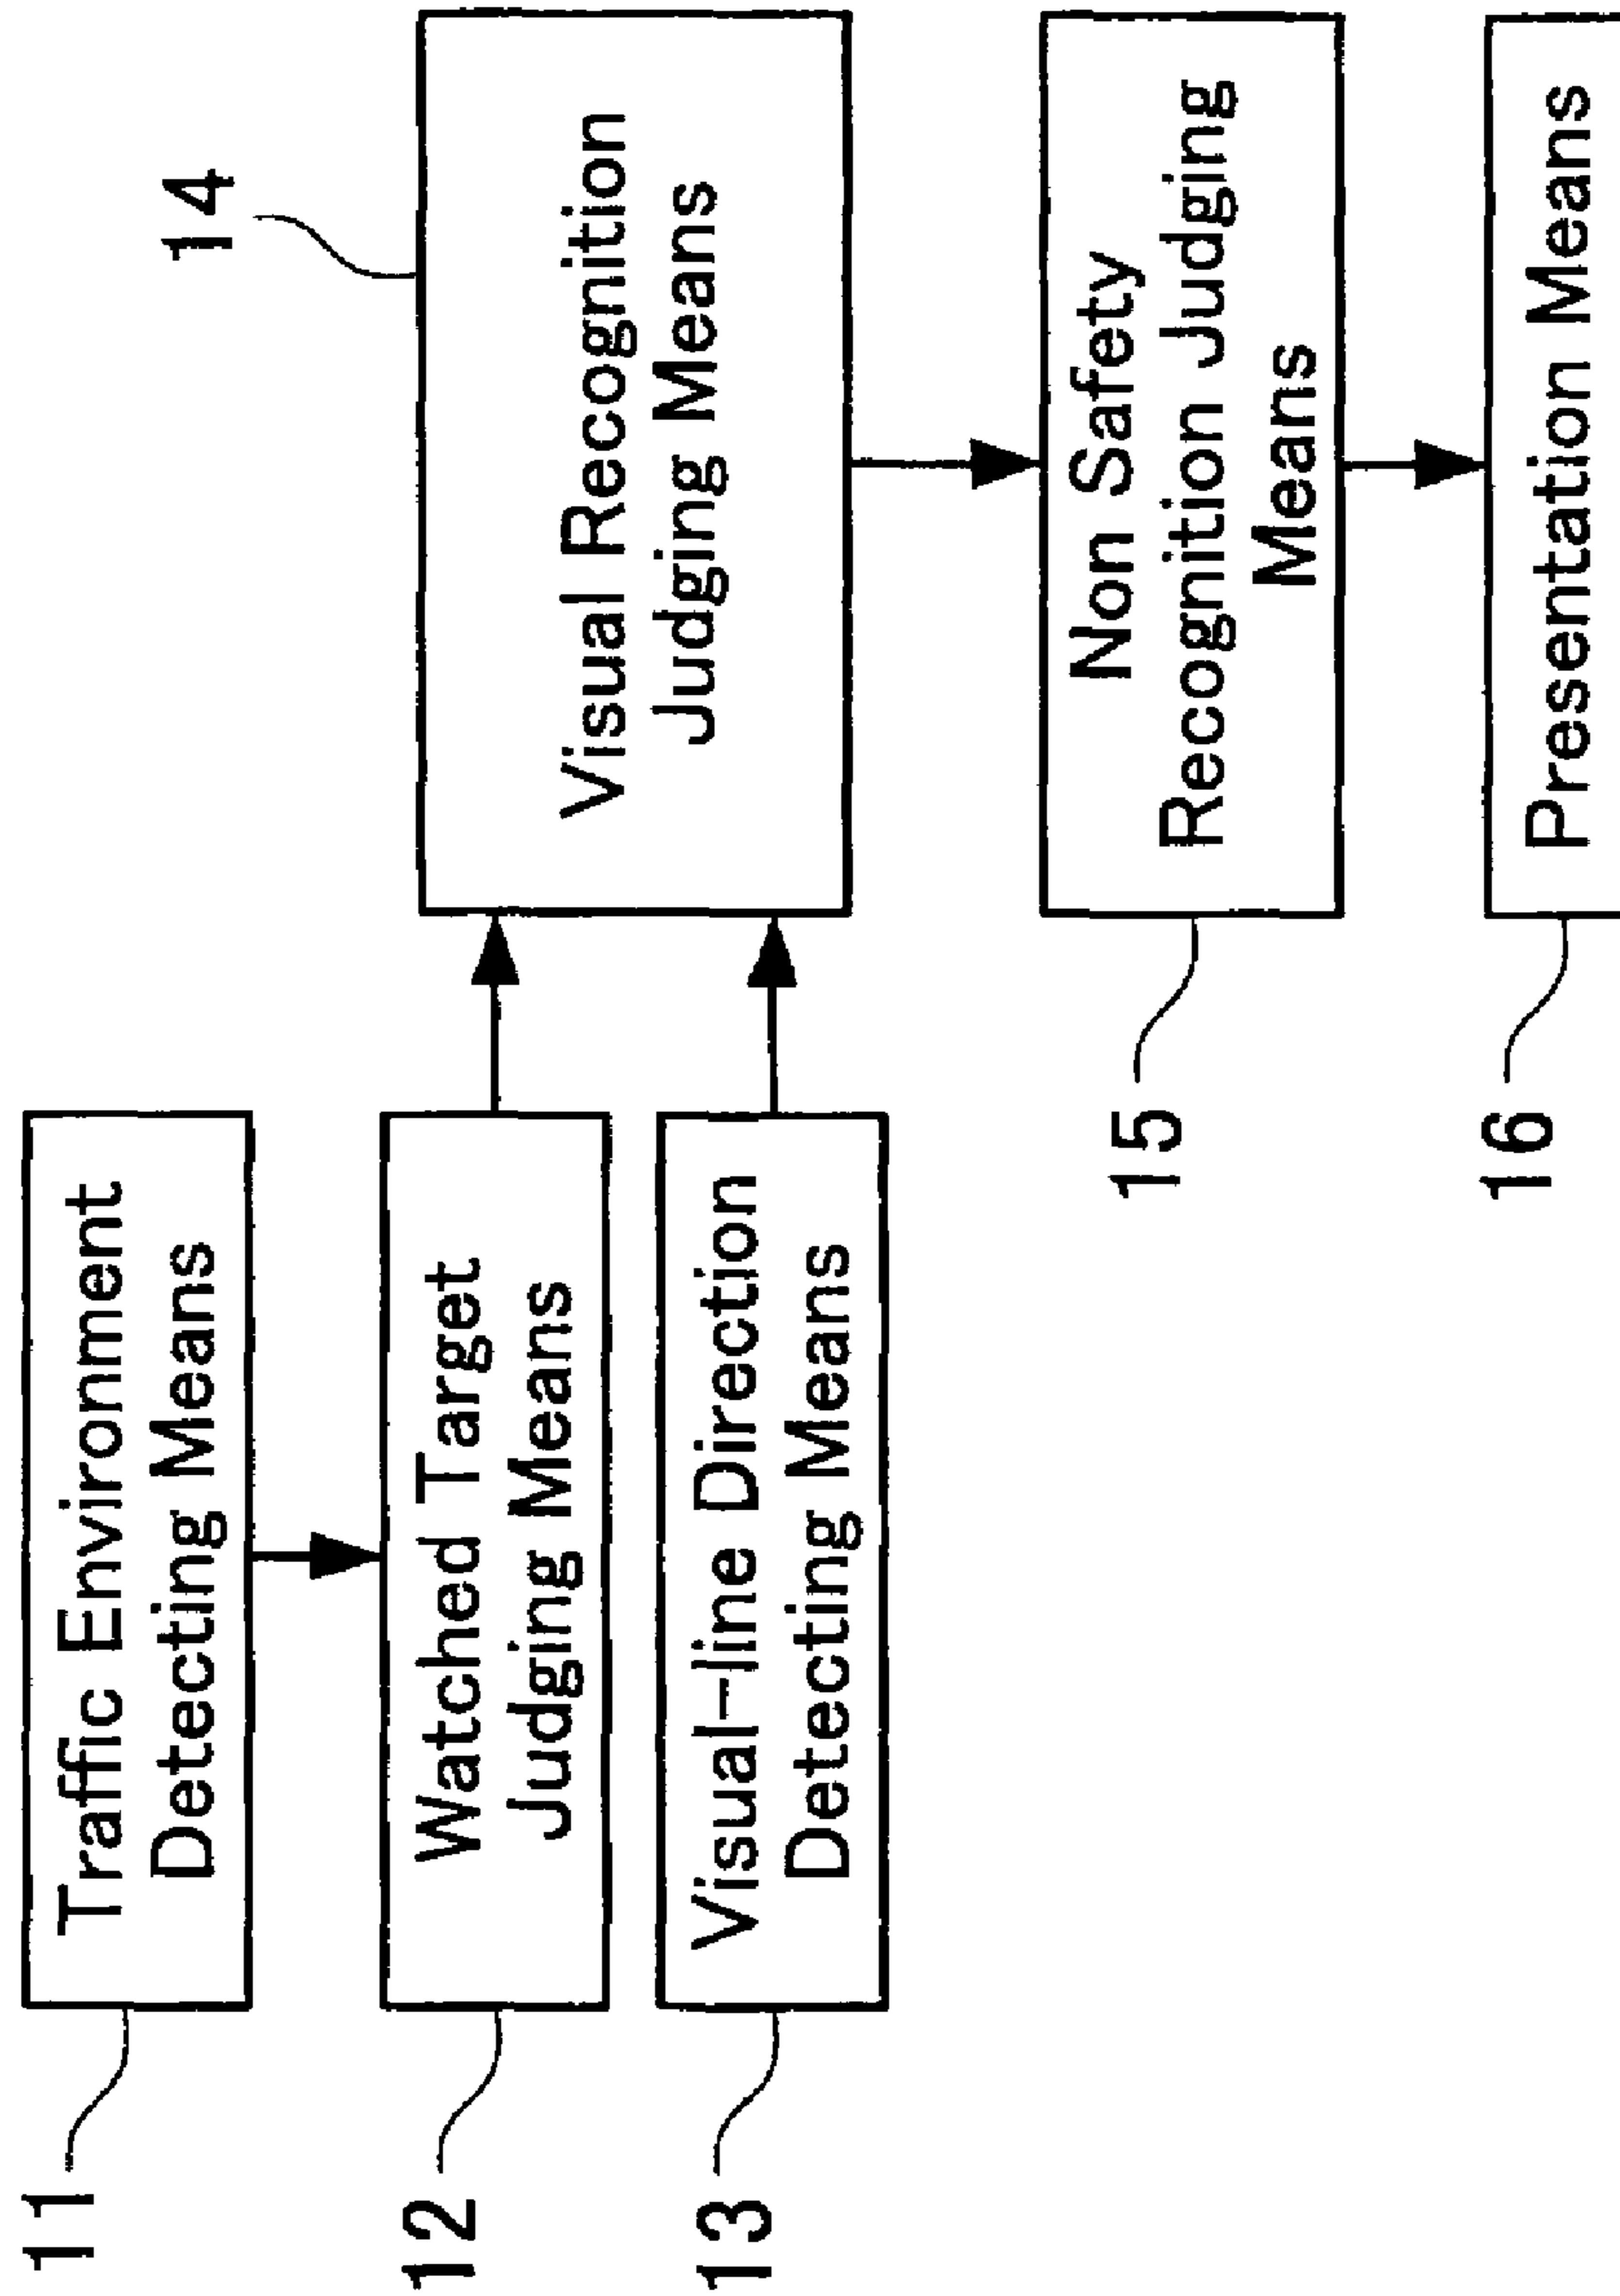 11
Traffic Environment
Detecting Means
12
Watched Target
Judging Means
13
Visual-line Direction
Detecting Means
14
Visual Recognition
Judging Means
15
Non Safety
Recognition Judging
Means
16
Presentation Means